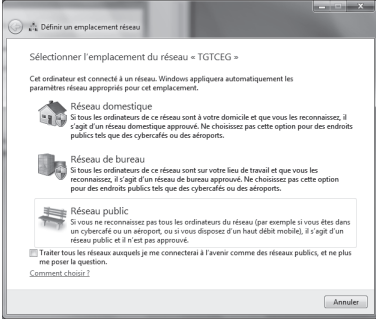 Définir un emplacement réseau
Sélectionner l'emplacement du réseau « TGTCEG »
Cet ordinateur est connecté à un réseau. Windows appliquera automatiquement les
paramètres réseau appropriés pour cet emplacement.
Réseau domestique
Si tous les ordinateurs de ce réseau sont à votre domicile et que vous les reconnaissez, il
s'agit d'un réseau domestique approuvé. Ne choisissez pas cette option pour des endroits
publics tels que des cybercafés ou des aéroports.
Réseau de bureau
Si tous les ordinateurs de ce réseau sont sur votre lieu de travail et que vous les
reconnaissez, il s'agit d'un réseau de bureau approuvé. Ne choisissez pas cette option
pour des endroits publics tels que des cybercafés ou des aéroports.
Réseau public
Si vous ne reconnaissez pas tous les ordinateurs du réseau (par exemple si vous êtes dans
un cybercafé ou un aéroport, ou si vous disposez d'un haut débit mobile), il s'agit d'un
réseau public et il n'est pas approuvé.
Traiter tous les réseaux auxquels je me connecterai à l'avenir comme des réseaux publics, et ne plus
me poser la question.
Comment choisir ?
Annuler